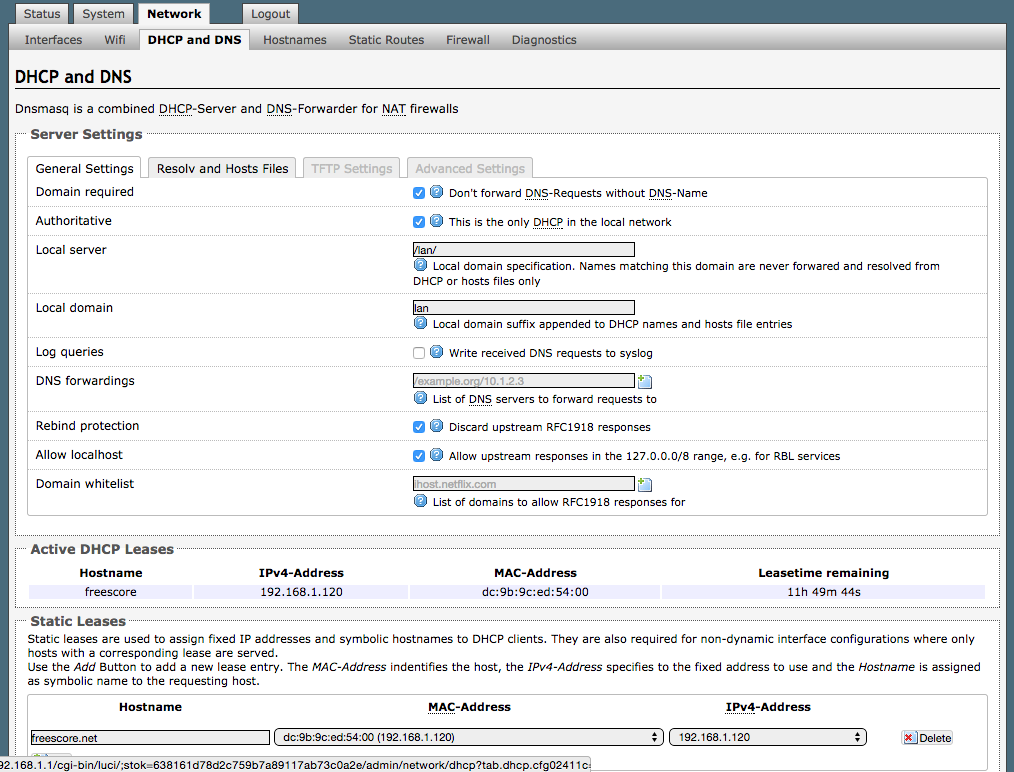 Status System Network Logout
Interfaces Wifi DHCP and DNS Hostnames Static Routes Firewall Diagnostics
DHCP and DNS
Dnsmasq is a combined DHCP-Server and DNS-Forwarder for NAT firewalls
Server Settings
General Settings Resolv and Hosts Files TFTP Settings Advanced Settings
Domain required Don't forward DNS-Requests without DNS-Name
Authoritative This is the only DHCP in the local network
Local server /lan/
Local domain specification. Names matching this domain are never forwared and resolved from
DHCP or hosts files only
Local domain lan
Local domain suffix appended to DHCP names and hosts file entries
Log queries Write received DNS requests to syslog
DNS forwardings /example.org/10.1.2.3
List of DNS servers to forward requests to
Rebind protection Discard upstream RFC1918 responses
Allow localhost Allow upstream responses in the 127.0.0.0/8 range, e.g. for RBL services
Domain whitelist ihost.netflix.com
List of domains to allow RFC1918 responses for
Active DHCP Leases
Hostname IPv4-Address MAC-Address Leasetime remaining
freescore 192.168.1.120 dc:9b:9c:ed:54:00 11h 49m 44s
Static Leases
Static leases are used to assign fixed IP addresses and symbolic hostnames to DHCP clients. They are also required for non-dynamic interface configurations where only
hosts with a corresponding lease are served.
Use the Add Button to add a new lease entry. The MAC-Address indentifies the host, the IPv4-Address specifies to the fixed address to use and the Hostname is assigned
as symbolic name to the requesting host.
Hostname MAC-Address IPv4-Address
freescore.net dc:9b:9c:ed:54:00 (192.168.1.120) 192.168.1.120 Delete
92.168.1.1/cgi-bin/luci/;stok=638161d78d2c759b7a89117ab73c0a2e/admin/network/dhcp?tab.dhcp.cfg02411c=